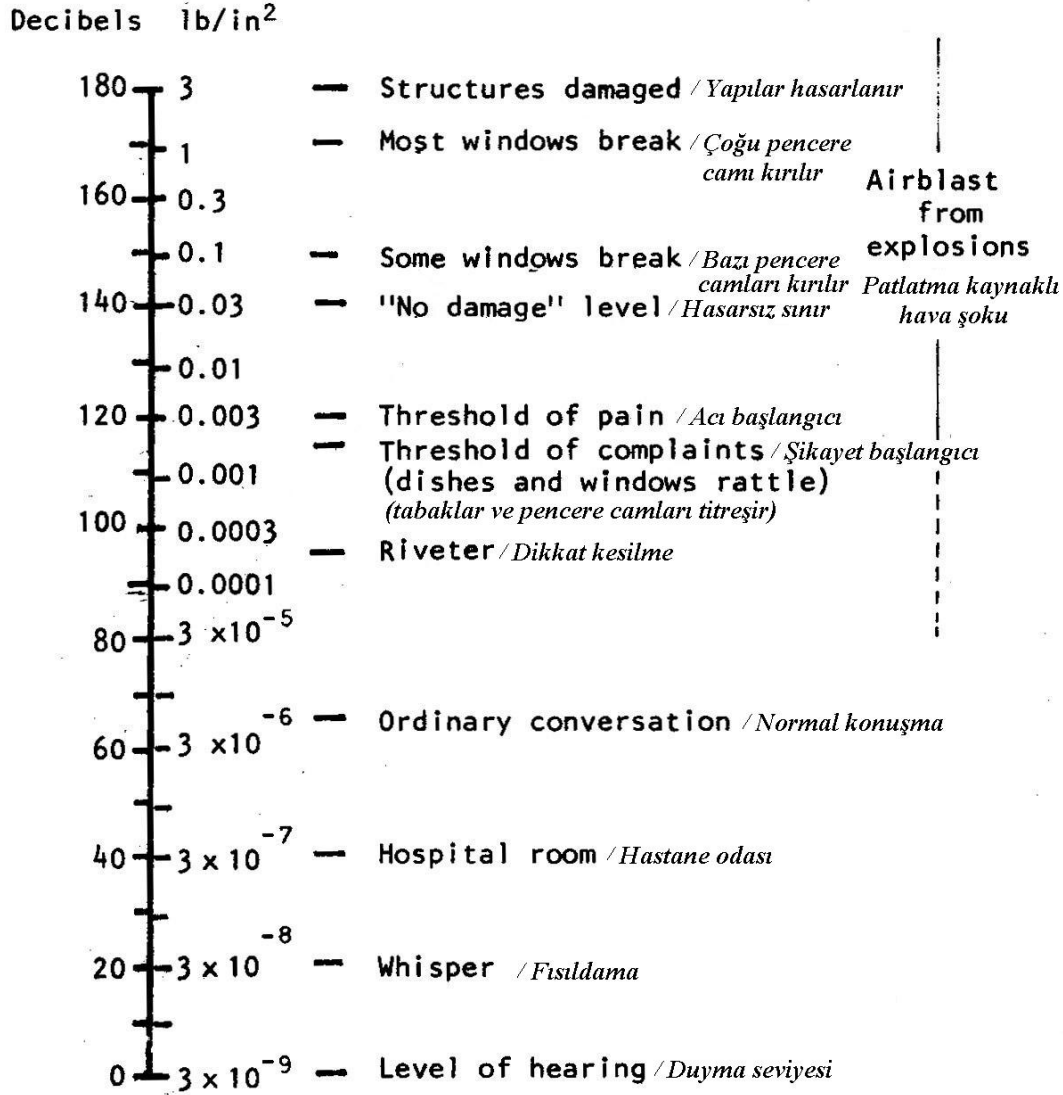 Decibels lb/in²
180 3 Structures damaged / Yapılar hasarlanır
1 Most windows break / Çoğu pencere
camı kırılır
160 0.3
Airblast
from
explosions
Patlatma kaynaklı
hava şoku
0.1 Some windows break / Bazı pencere
camları kırılır
140 0.03 "No damage" level / Hasarsız sınır
0.01
120 0.003 Threshold of pain / Acı başlangıcı
Threshold of complaints / Şikayet başlangıcı
(dishes and windows rattle)
(tabaklar ve pencere camları titreşir)
0.001
100 0.0003
Riveter / Dikkat kesilme
0.0001
80 3 x10⁻⁵
Ordinary conversation / Normal konuşma
60 3 x10⁻⁶
40 3 x 10⁻⁷ Hospital room / Hastane odası
20 3 x 10⁻⁸ Whisper / Fısıldama
0 3 x 10⁻⁹ Level of hearing / Duyma seviyesi